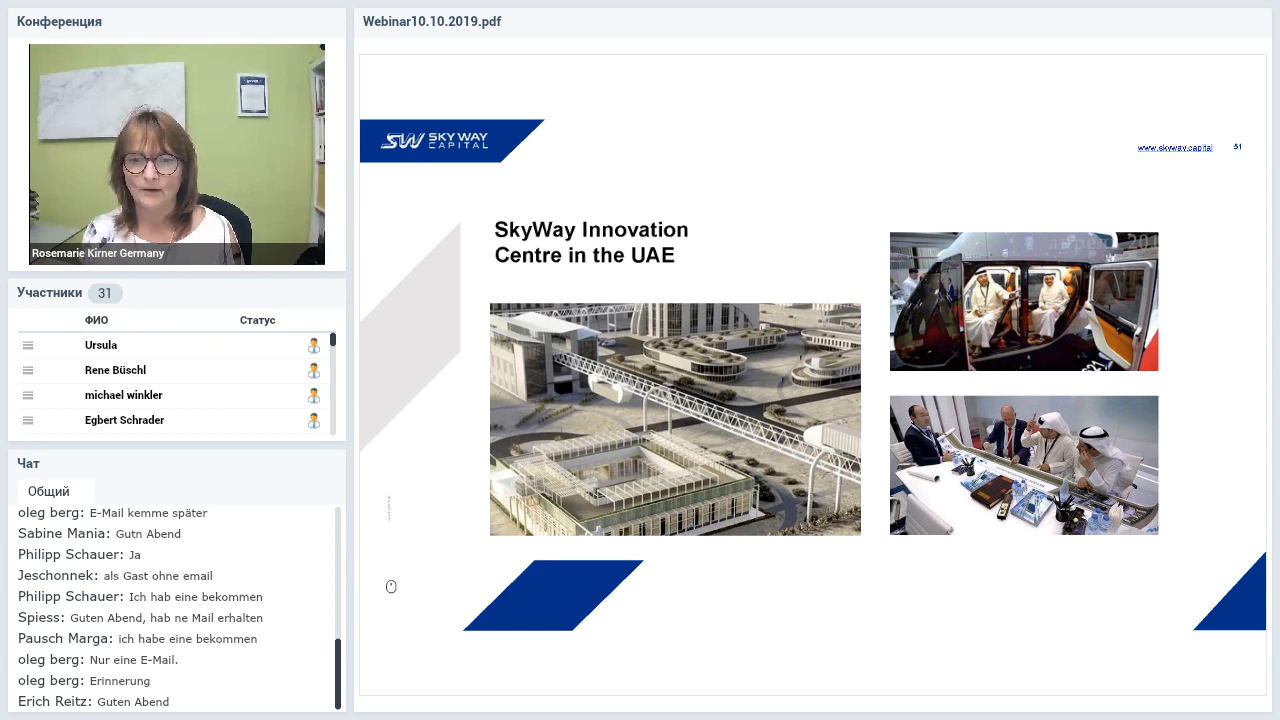 Конференция
Rosemarie Kirner Germany
Участники 31
ФИО Статус
Ursula
Rene Büschl
michael winkler
Egbert Schrader
Чат
Общий
oleg berg: E-Mail kemme später
Sabine Mania: Gutn Abend
Philipp Schauer: Ja
Jeschonnek: als Gast ohne email
Philipp Schauer: Ich hab eine bekommen
Spiess: Guten Abend, hab ne Mail erhalten
Pausch Marga: ich habe eine bekommen
oleg berg: Nur eine E-Mail.
oleg berg: Erinnerung
Erich Reitz: Guten Abend
Webinar10.10.2019.pdf
SW SKY WAY
CAPITAL
www.skyway.capital 51
SkyWay Innovation
Centre in the UAE